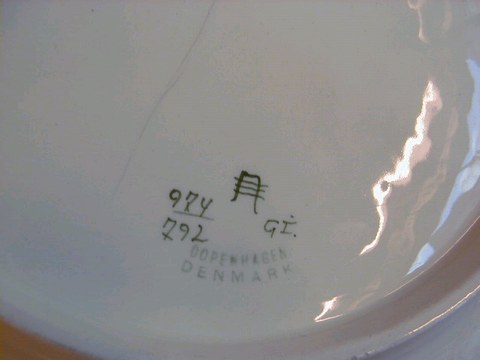 974
792
GI.
COPENHAGEN
DENMARK